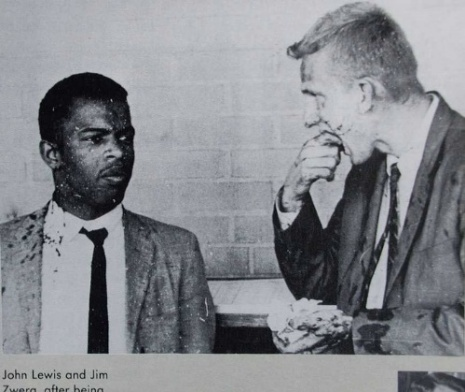 John Lewis and Jim
Zwerg, after being